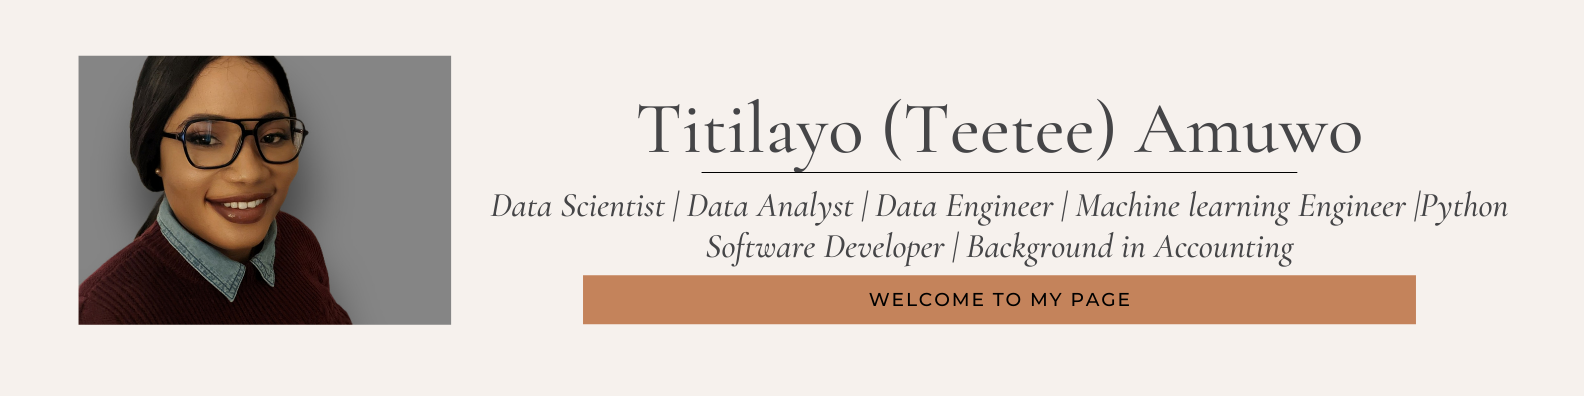 Titilayo (Teetee) Amuwo
Data Scientist | Data Analyst | Data Engineer | Machine learning Engineer |Python
Software Developer | Background in Accounting
WELCOME TO MY PAGE